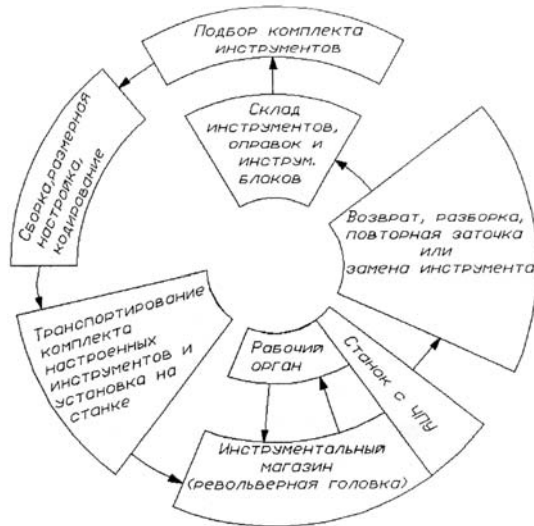 Подбор комплекта
инструментов
Склад
инструментов,
оправок и
инструм.
блоков
Сборка,размерная
настройка,
кодирование
Возврат, разборка,
повторная заточка
или
замена инструмента
Транспортирование
комплекта
настроенных
инструментов и
установка на
станке
Рабочий
орган
Станок с ЧПУ
Инструментальный
магазин
(револьверная головка)